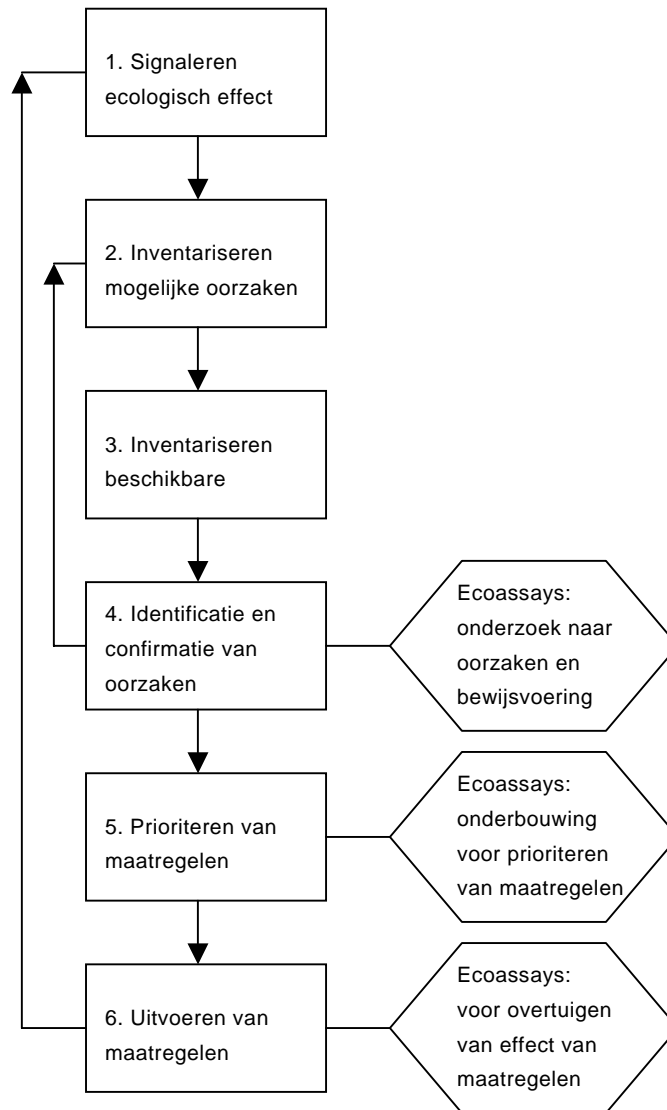 1. Signaleren
ecologisch effect
2. Inventariseren
mogelijke oorzaken
3. Inventariseren
beschikbare
4. Identificatie en
confirmatie van
oorzaken
Ecoassays:
onderzoek naar
oorzaken en
bewijsvoering
5. Prioriteren van
maatregelen
Ecoassays:
onderbouwing
voor prioriteren
van maatregelen
6. Uitvoeren van
maatregelen
Ecoassays:
voor overtuigen
van effect van
maatregelen